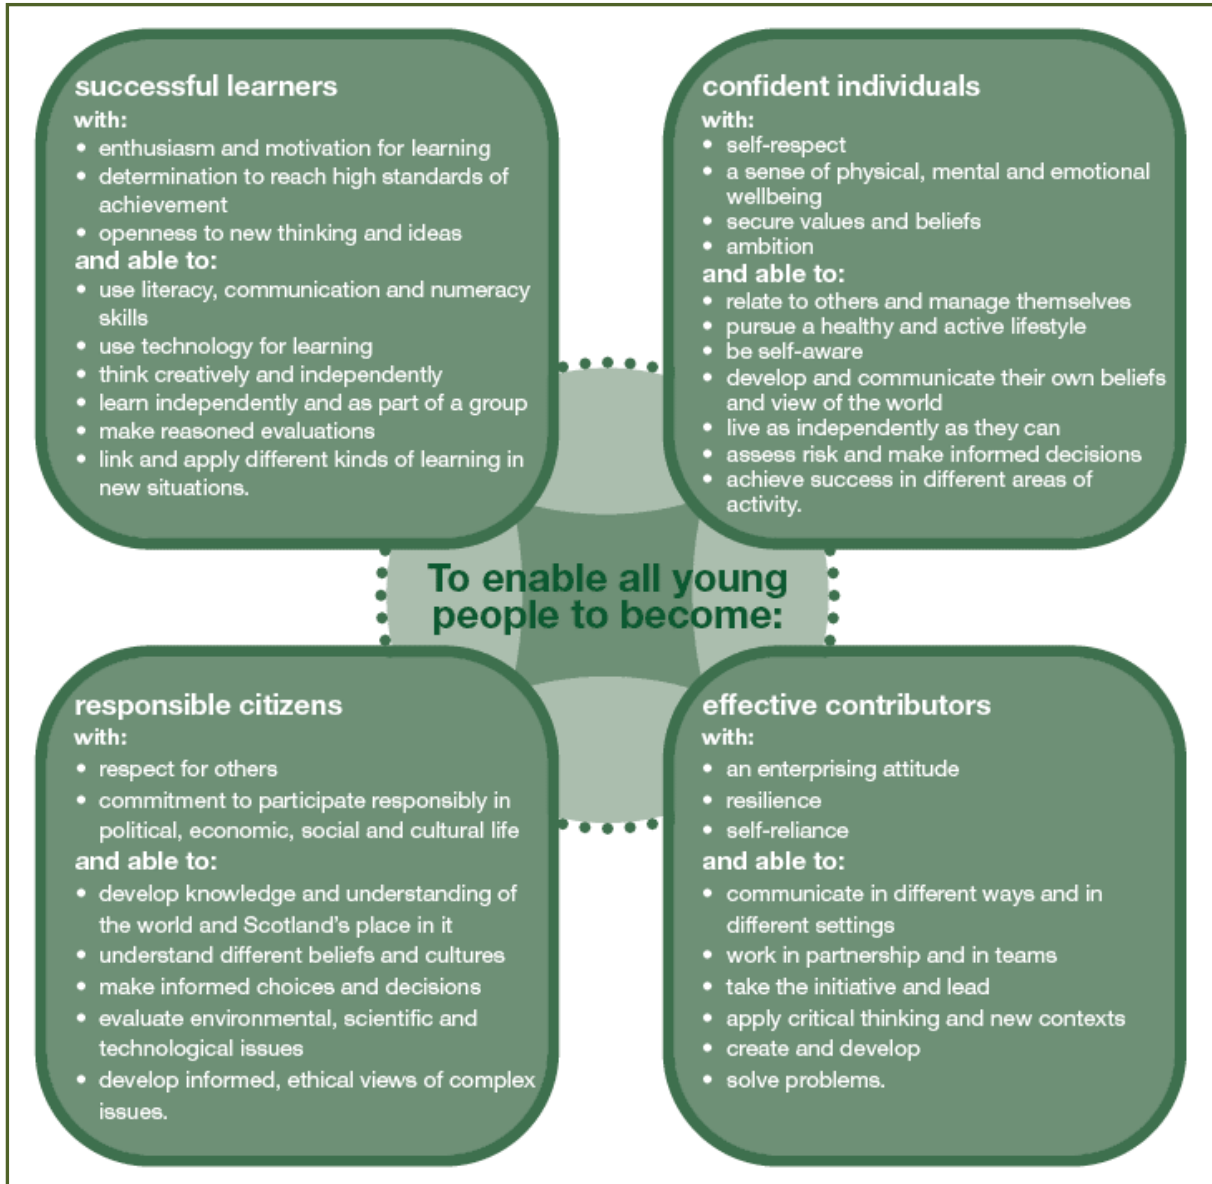 successful learners
with:
• enthusiasm and motivation for learning
• determination to reach high standards of
achievement
• openness to new thinking and ideas
and able to:
• use literacy, communication and numeracy
skills
• use technology for learning
• think creatively and independently
• learn independently and as part of a group
• make reasoned evaluations
• link and apply different kinds of learning in
new situations.
confident individuals
with:
• self-respect
• a sense of physical, mental and emotional
wellbeing
• secure values and beliefs
• ambition
and able to:
• relate to others and manage themselves
• pursue a healthy and active lifestyle
• be self-aware
• develop and communicate their own beliefs
and view of the world
• live as independently as they can
• assess risk and make informed decisions
• achieve success in different areas of
activity.
To enable all young
people to become:
responsible citizens
with:
• respect for others
• commitment to participate responsibly in
political, economic, social and cultural life
and able to:
• develop knowledge and understanding of
the world and Scotland's place in it
• understand different beliefs and cultures
• make informed choices and decisions
• evaluate environmental, scientific and
technological issues
• develop informed, ethical views of complex
issues.
effective contributors
with:
• an enterprising attitude
• resilience
• self-reliance
and able to:
• communicate in different ways and in
different settings
• work in partnership and in teams
• take the initiative and lead
• apply critical thinking and new contexts
• create and develop
• solve problems.